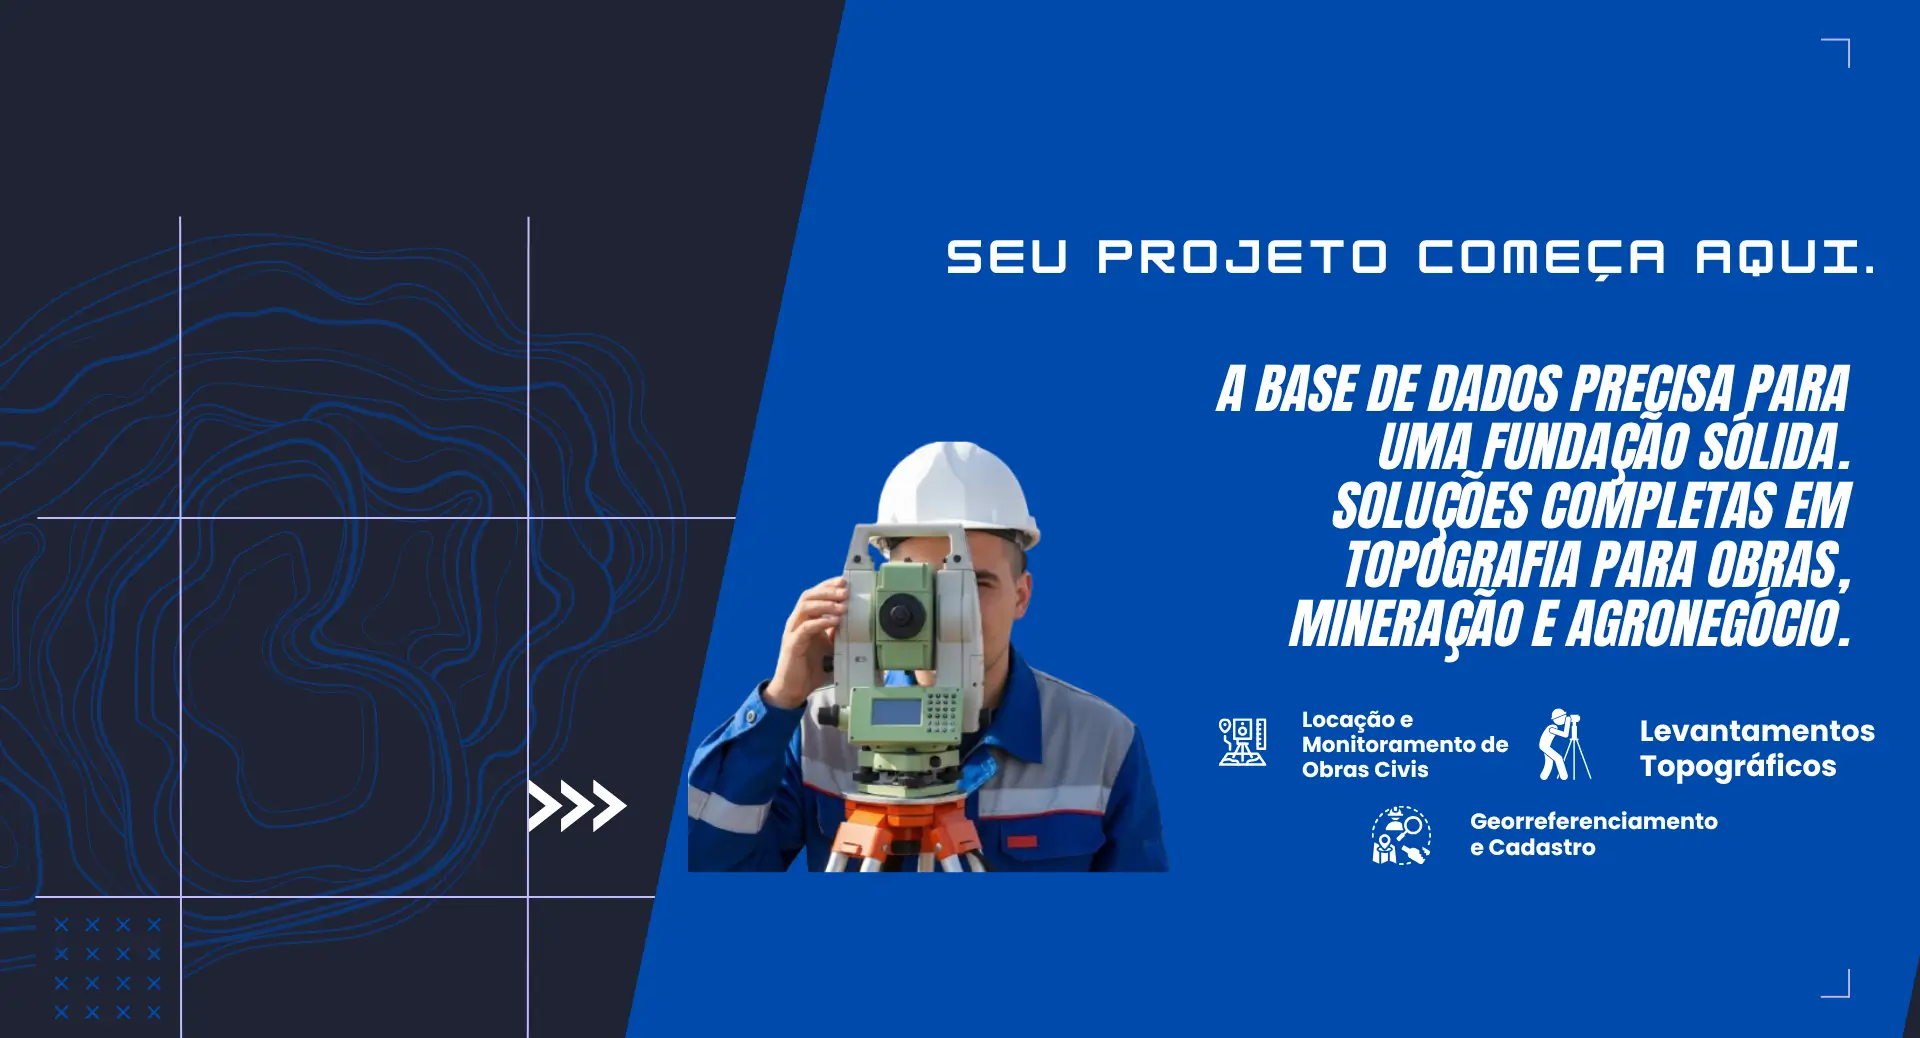 SEU PROJETO COMEÇA AQUI.
A BASE DE DADOS PRECISA PARA
UMA FUNDAÇÃO SÓLIDA.
SOLUÇÕES COMPLETAS EM
TOPOGRAFIA PARA OBRAS,
MINERAÇÃO E AGRONEGÓCIO.
Locação e
Monitoramento de
Obras Civis
Levantamentos
Topográficos
Georreferenciamento
e Cadastro